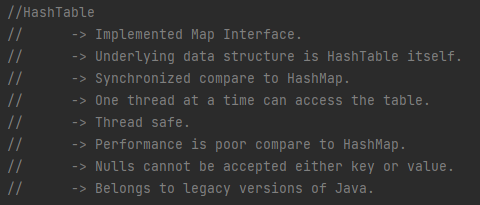 //HashTable
//      -> Implemented Map Interface.
//      -> Underlying data structure is HashTable itself.
//      -> Synchronized compare to HashMap.
//      -> One thread at a time can access the table.
//      -> Thread safe.
//      -> Performance is poor compare to HashMap.
//      -> Nulls cannot be accepted either key or value.
//      -> Belongs to legacy versions of Java.